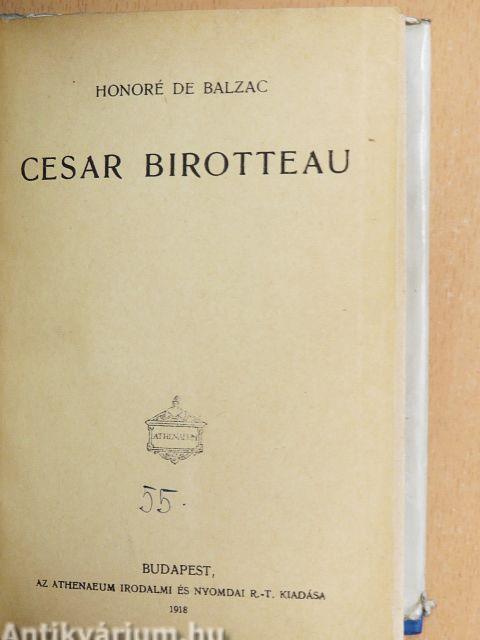 HONORÉ DE BALZAC
CESAR BIROTTEAU
ATHENAEUM
55.
BUDAPEST,
AZ ATHENAEUM IRODALMI ÉS NYOMDAI R.-T. KIADÁSA
1918
Antikvárium.hu